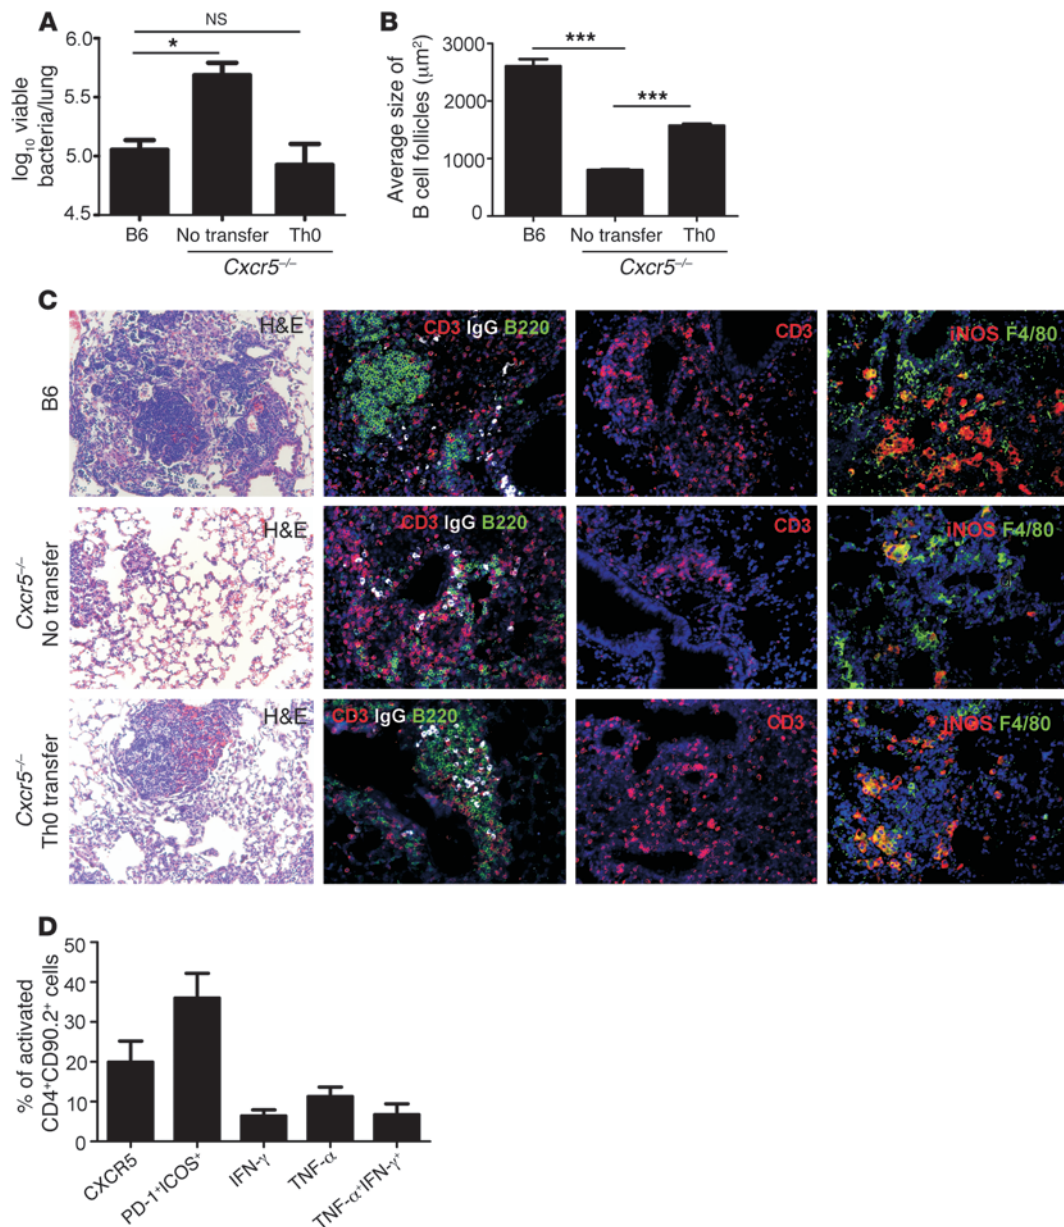 A
NS
*
log₁₀ viable
bacteria/lung
6.0
5.5
5.0
4.5
B6
No transfer
Th0
Cxcr5⁻/⁻
B
***
***
Average size of
B cell follicles (µm²)
3000
2000
1000
0
B6
No transfer
Th0
Cxcr5⁻/⁻
C
B6
H&E
CD3 IgG B220
CD3
iNOS F4/80
Cxcr5⁻/⁻
No transfer
H&E
CD3 IgG B220
CD3
iNOS F4/80
Cxcr5⁻/⁻
Th0 transfer
H&E
CD3 IgG B220
CD3
iNOS F4/80
D
% of activated
CD4⁺CD90.2⁺ cells
50
40
30
20
10
0
CXCR5
PD-1⁺ICOS⁺
IFN-γ
TNF-α
TNF-α⁺IFN-γ⁺